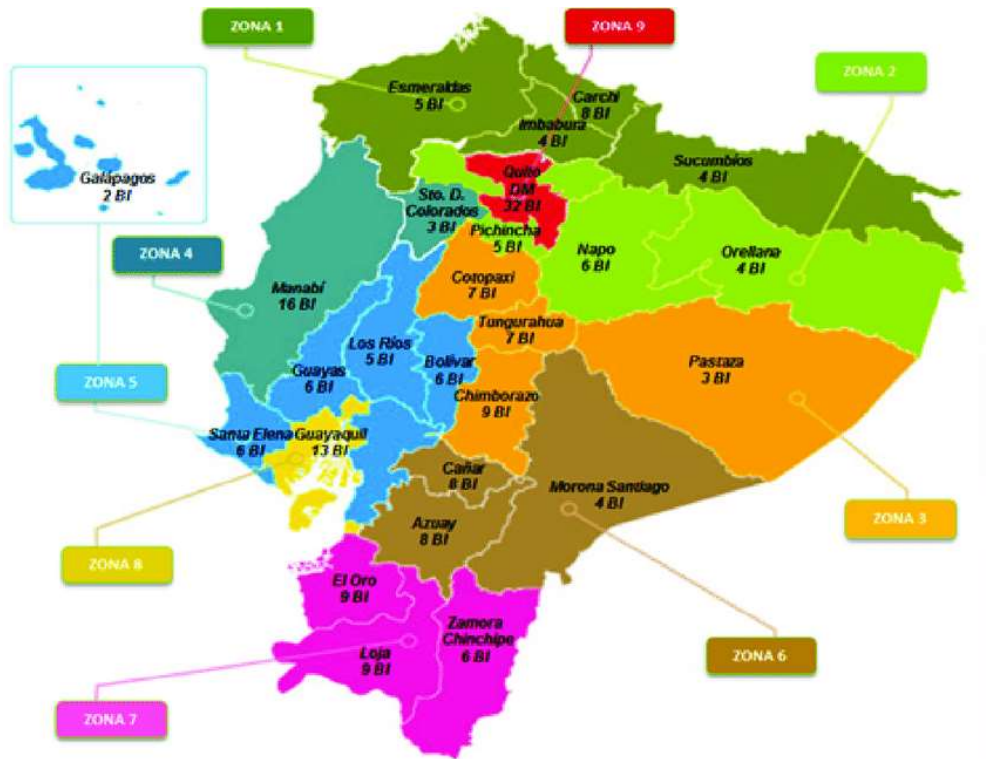 ZONA 1
ZONA 9
ZONA 2
Esmeraldas
5 BI
Carchi
8 BI
Imbabura
4 BI
Sucumbíos
4 BI
Galápagos
2 BI
Quito
DM
32 BI
Sto. D.
Colorados
3 BI
Pichincha
5 BI
ZONA 4
Napo
6 BI
Orellana
4 BI
Manabí
16 BI
Cotopaxi
7 BI
Tungurahua
7 BI
Los Ríos
5 BI
Bolívar
6 BI
Guayas
6 BI
Pastaza
3 BI
ZONA 5
Chimborazo
9 BI
Santa Elena
6 BI
Guayaquil
13 BI
Cañar
8 BI
Morona Santiago
4 BI
ZONA 3
Azuay
8 BI
ZONA 8
El Oro
9 BI
Zamora
Chinchipe
6 BI
Loja
9 BI
ZONA 6
ZONA 7